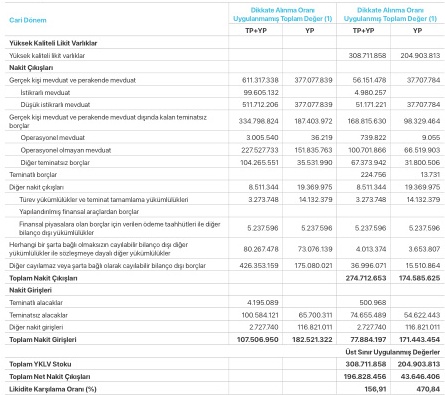 Cari Dönem
Dikkate Alınma Oranı Uygulanmamış Toplam Değer (1)
Dikkate Alınma Oranı Uygulanmış Toplam Değer (1)
TP+YP YP TP+YP YP
Yüksek Kaliteli Likit Varlıklar
Yüksek kaliteli likit varlıklar 308.711.858 204.903.813
Nakit Çıkışları
Gerçek kişi mevduat ve perakende mevduat 611.317.338 377.077.839 56.151.478 37.707.784
İstikrarlı mevduat 99.605.132 4.980.257
Düşük istikrarlı mevduat 511.712.206 377.077.839 51.171.221 37.707.784
Gerçek kişi mevduat ve perakende mevduat dışında kalan teminatsız
borçlar 334.798.824 187.403.972 168.815.630 98.329.464
Operasyonel mevduat 3.005.540 36.219 739.822 9.055
Operasyonel olmayan mevduat 227.527.733 151.835.763 100.701.866 66.519.903
Diğer teminatsız borçlar 104.265.551 35.531.990 67.373.942 31.800.506
Teminatlı borçlar 224.756 13.731
Diğer nakit çıkışları 8.511.344 19.369.975 8.511.344 19.369.975
Türev yükümlülükler ve teminat tamamlama yükümlülükleri 3.273.748 14.132.379 3.273.748 14.132.379
Yapılandırılmış finansal araçlardan borçlar
Finansal piyasalara olan borçlar için verilen ödeme taahhütleri ile diğer
bilanço dışı yükümlülükler 5.237.596 5.237.596 5.237.596 5.237.596
Herhangi bir şarta bağlı olmaksızın cayılabilir bilanço dışı diğer
yükümlülükler ile sözleşmeye dayalı diğer yükümlülükler 80.267.478 73.076.139 4.013.374 3.653.807
Diğer cayılamaz veya şarta bağlı olarak cayılabilir bilanço dışı borçlar 426.353.159 175.080.021 36.996.071 15.510.864
Toplam Nakit Çıkışları 274.712.653 174.585.625
Nakit Girişleri
Teminatlı alacaklar 4.195.089 500.968
Teminatsız alacaklar 100.584.121 65.700.311 74.655.489 54.622.443
Diğer nakit girişleri 2.727.740 116.821.011 2.727.740 116.821.011
Toplam Nakit Girişleri 107.506.950 182.521.322 77.884.197 171.443.454
Üst Sınır Uygulanmış Değerler
Toplam YKLV Stoku 308.711.858 204.903.813
Toplam Net Nakit Çıkışları 196.828.456 43.646.406
Likidite Karşılama Oranı (%) 156,91 470,84